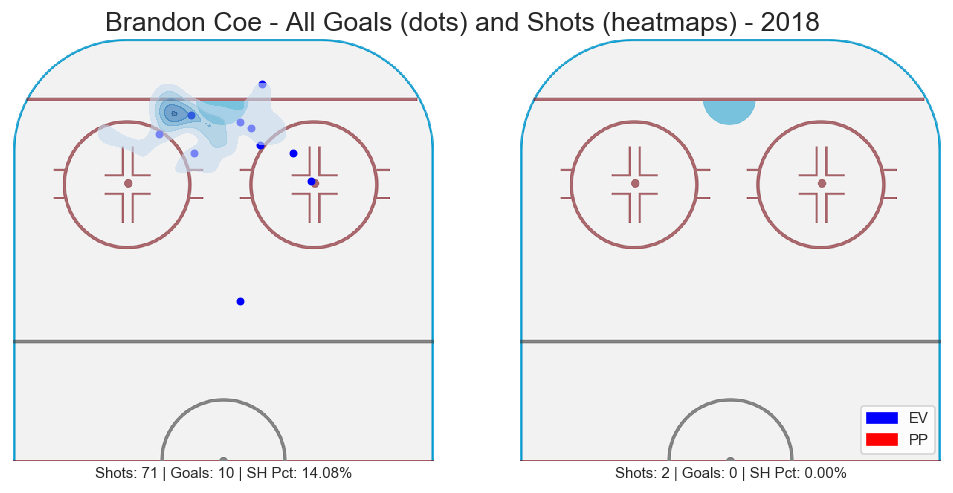 Brandon Coe - All Goals (dots) and Shots (heatmaps) - 2018
EV
PP
Shots: 71 | Goals: 10 | SH Pct: 14.08%
Shots: 2 | Goals: 0 | SH Pct: 0.00%